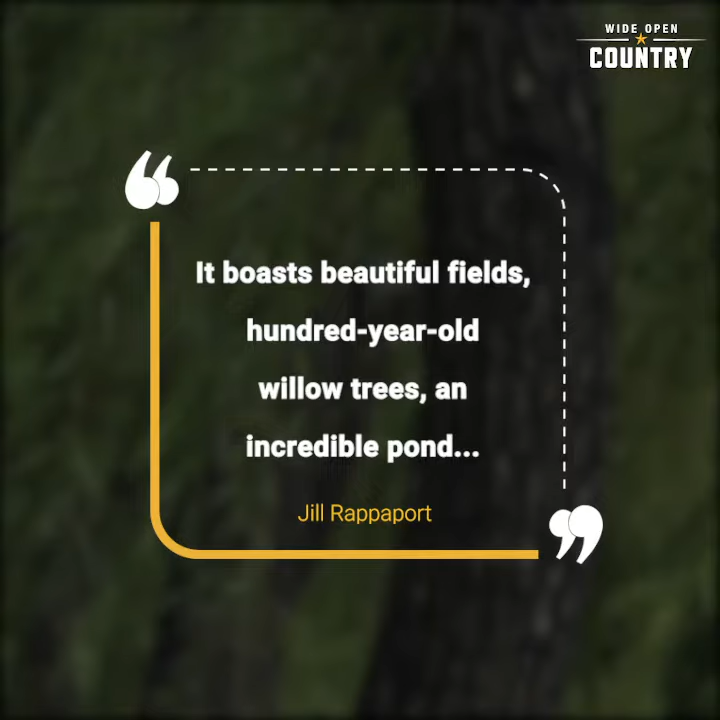 WIDE OPEN
COUNTRY
It boasts beautiful fields,
hundred-year-old
willow trees, an
incredible pond...
Jill Rappaport